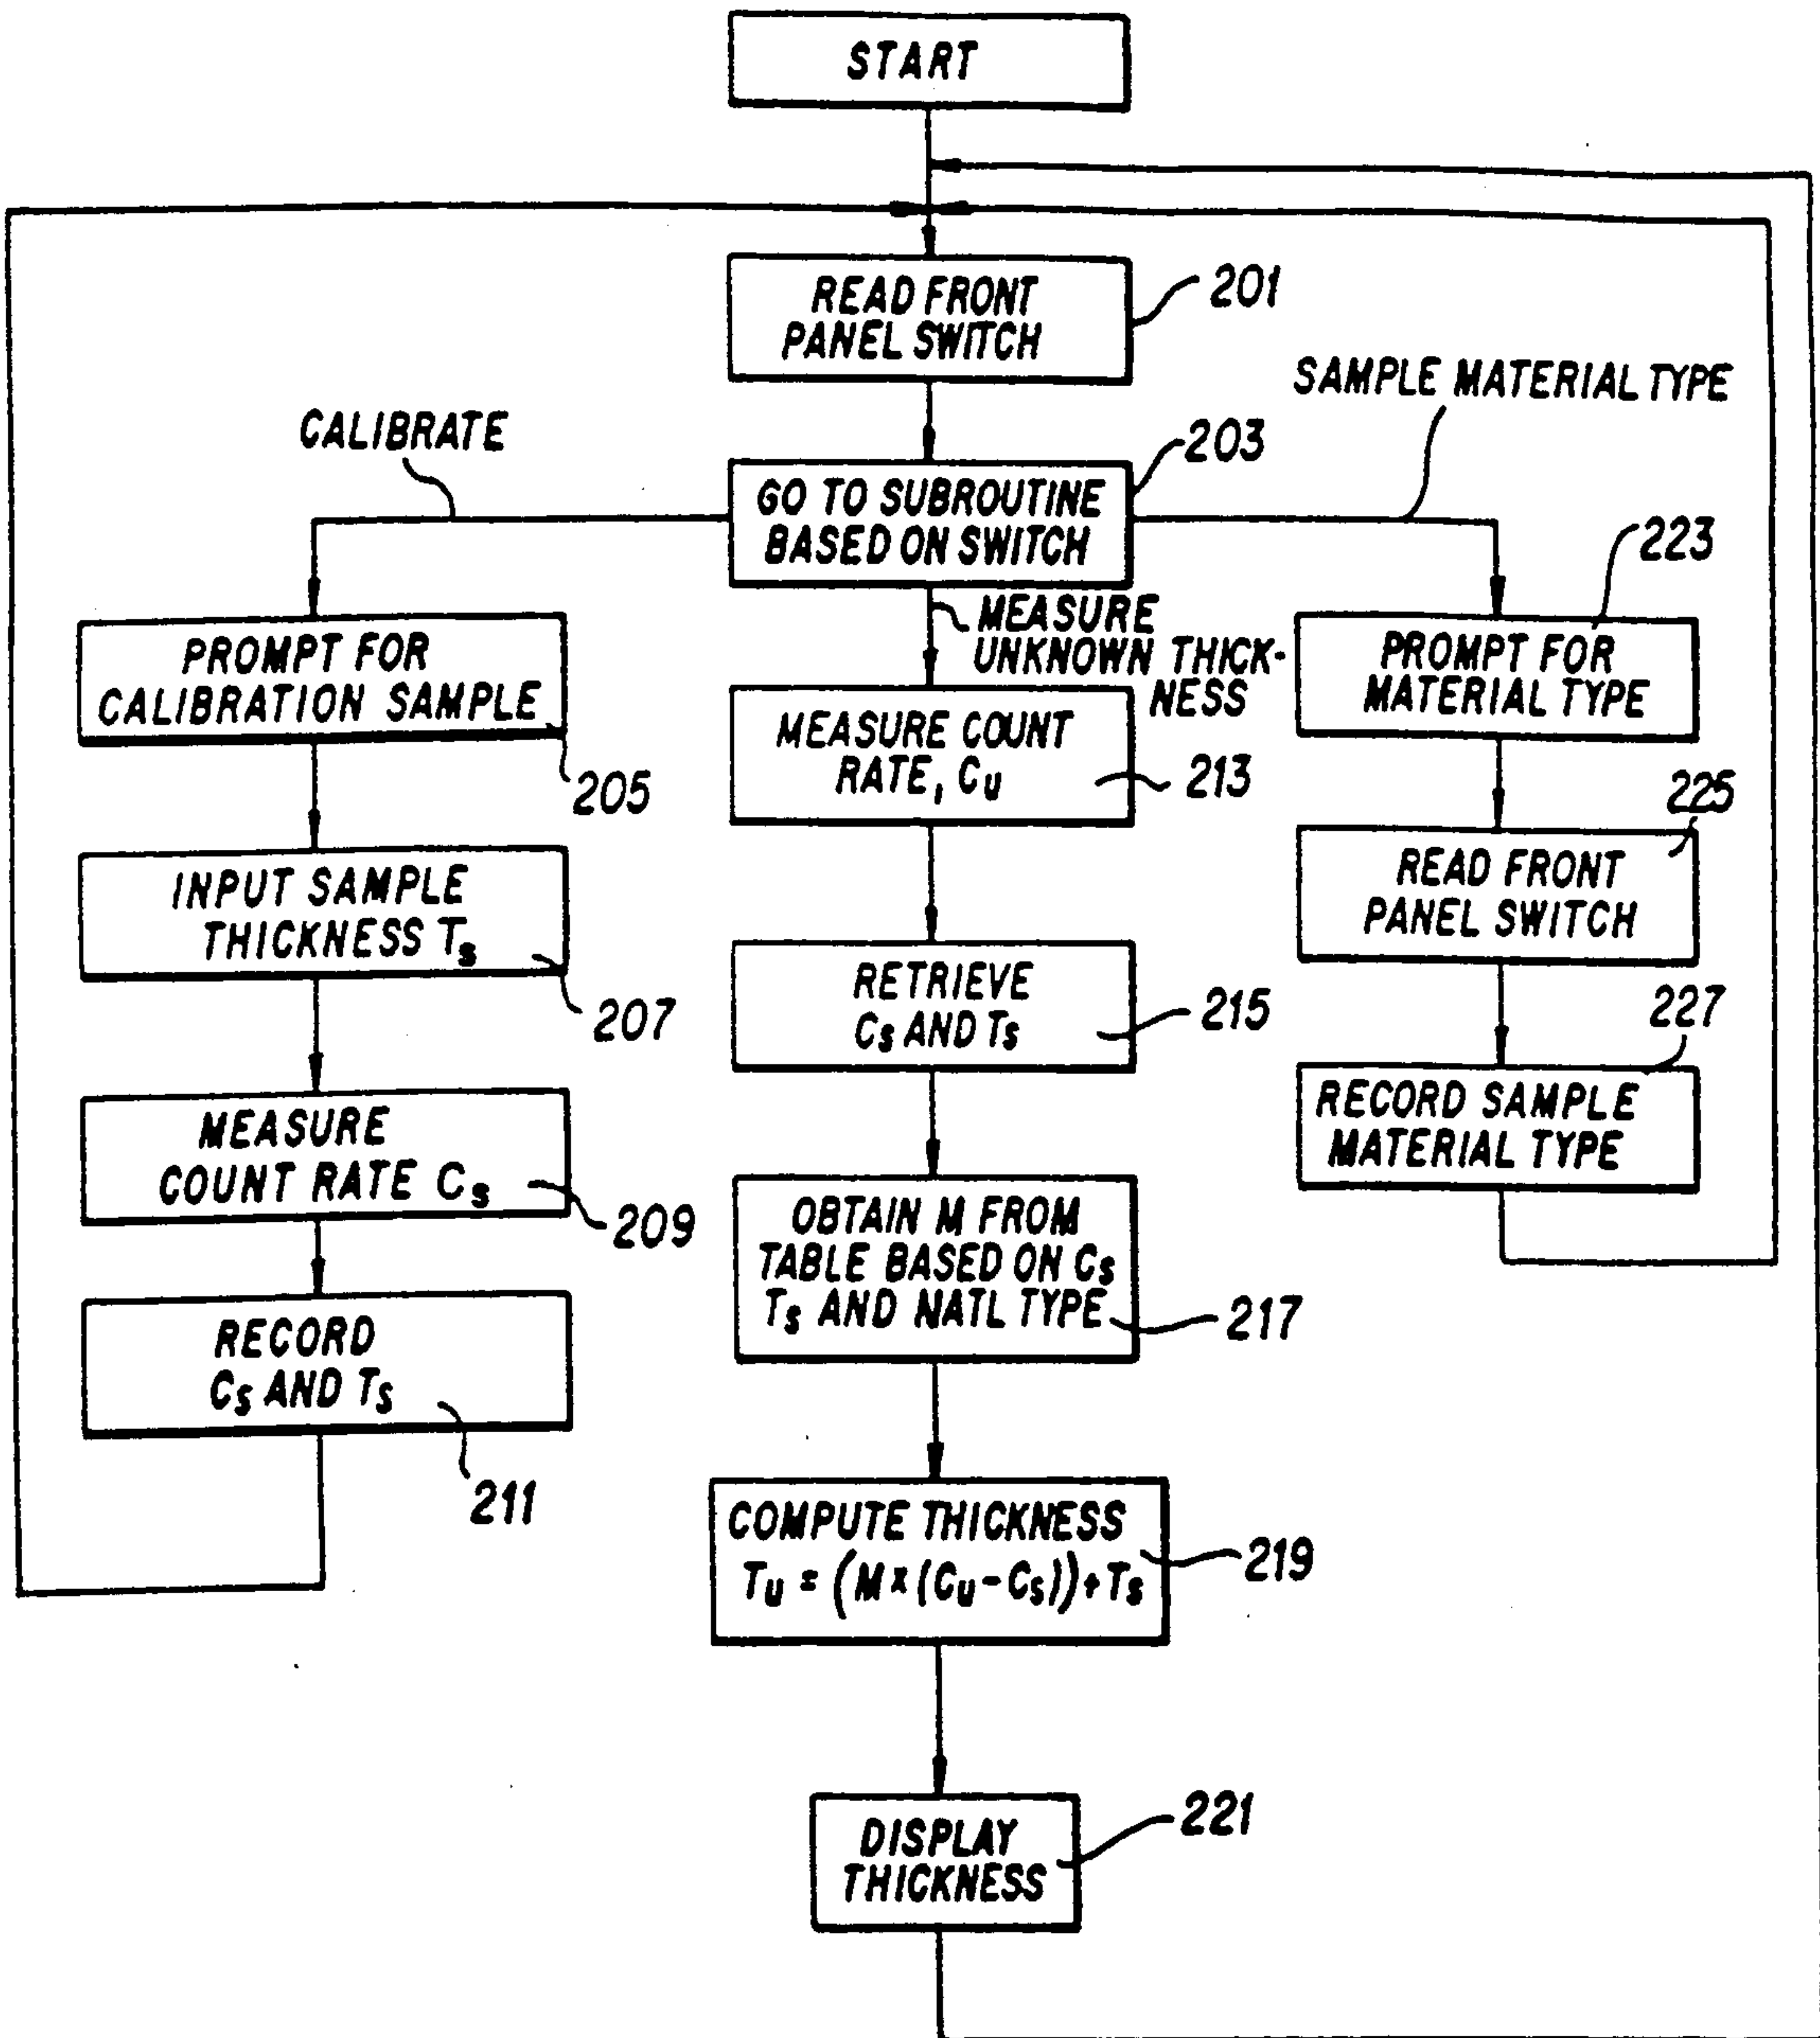 START
READ FRONT
PANEL SWITCH
201
SAMPLE MATERIAL TYPE
CALIBRATE
203
GO TO SUBROUTINE
BASED ON SWITCH
223
MEASURE
UNKNOWN THICK-
NESS
PROMPT FOR
CALIBRATION SAMPLE
205
MEASURE COUNT
RATE, Cu
213
PROMPT FOR
MATERIAL TYPE
225
INPUT SAMPLE
THICKNESS Ts
207
READ FRONT
PANEL SWITCH
RETRIEVE
Cs AND Ts
215
227
MEASURE
COUNT RATE Cs
209
RECORD SAMPLE
MATERIAL TYPE
OBTAIN M FROM
TABLE BASED ON Cs
Ts AND NATL TYPE
217
RECORD
Cs AND Ts
211
COMPUTE THICKNESS
Tu = (M x (Cu - Cs)) + Ts
219
DISPLAY
THICKNESS
221